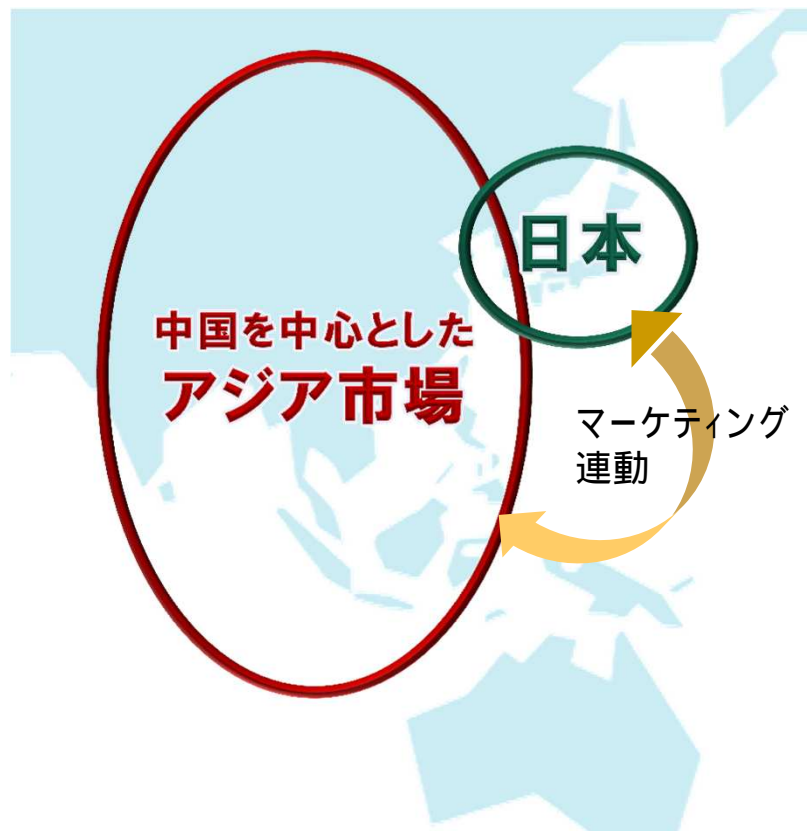 日本
中国を中心とした
アジア市場
マーケティング
連動